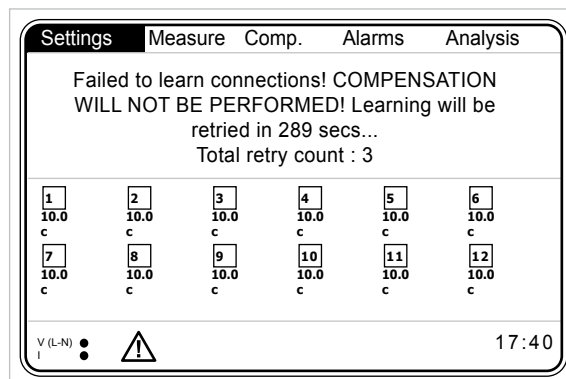 Settings Measure Comp. Alarms Analysis
Failed to learn connections! COMPENSATION
WILL NOT BE PERFORMED! Learning will be
retried in 289 secs...
Total retry count : 3
1 2 3 4 5 6
10.0 10.0 10.0 10.0 10.0 10.0
c c c c c c
7 8 9 10 11 12
10.0 10.0 10.0 10.0 10.0 10.0
c c c c c c
V (L-N)
I
17:40